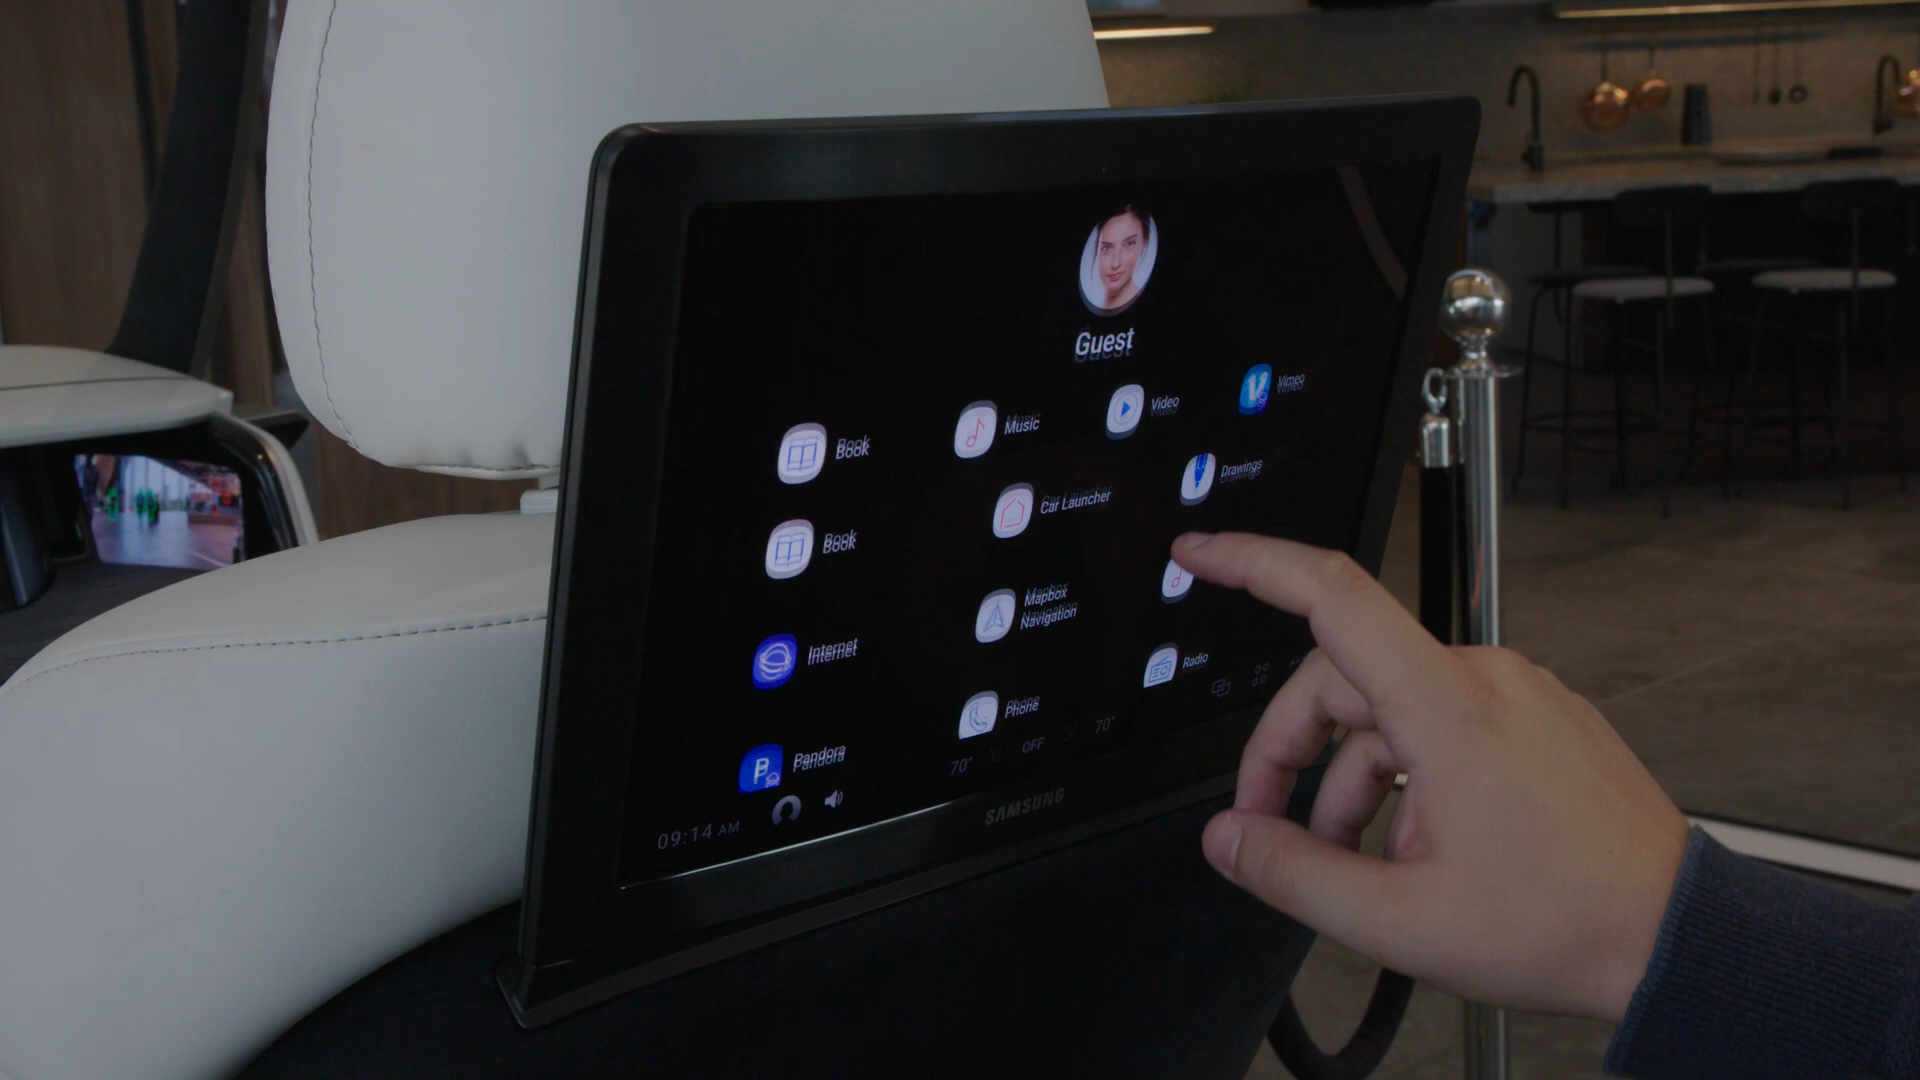 Guest
Book
Music
Video
Vimeo
Book
Car Launcher
Drawings
Internet
Mapbox
Navigation
Pandora
Phone
Radio
09:14 AM
70°
OFF
70°
SAMSUNG